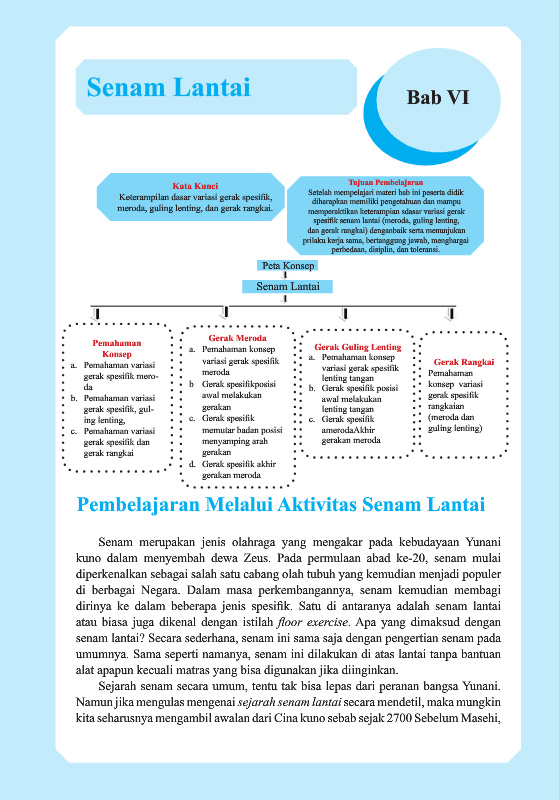 Senam Lantai
Bab VI
Kata Kunci
Keterampilan dasar variasi gerak spesifik,
meroda, guling lenting, dan gerak rangkai.
Tujuan Pembelajaran
Setelah mempelajari materi bab ini peserta didik
diharapkan memiliki pengetahuan dan mampu
memperaktikan keterampian sdasar variasi gerak
spesifik senam lantai (meroda, guling lenting,
dan gerak rangkai) denganbaik serta menunjukan
prilaku kerja sama, bertanggung jawab, menghargai
perbedaan, disiplin, dan toleransi.
Peta Konsep
Senam Lantai
Pemahaman
Konsep
a. Pemahaman variasi
gerak spesifik mero-
da
b. Pemahaman variasi
gerak spesifik, gul-
ing lenting,
c. Pemahaman variasi
gerak spesifik dan
gerak rangkai
Gerak Meroda
a. Pemahaman konsep
variasi gerak spesifik
meroda
b Gerak spesifikposisi
awal melakukan
gerakan
c. Gerak spesifik
memutar badan posisi
menyamping arah
gerakan
d. Gerak spesifik akhir
gerakan meroda
Gerak Guling Lenting
a. Pemahaman konsep
variasi gerak spesifik
lenting tangan
b. Gerak spesifik posisi
awal melakukan
lenting tangan
c. Gerak spesifik
amerodaAkhir
gerakan meroda
Gerak Rangkai
Pemahaman
konsep variasi
gerak spesifik
rangkaian
(meroda dan
guling lenting)
Pembelajaran Melalui Aktivitas Senam Lantai
Senam merupakan jenis olahraga yang mengakar pada kebudayaan Yunani
kuno dalam menyembah dewa Zeus. Pada permulaan abad ke-20, senam mulai
diperkenalkan sebagai salah satu cabang olah tubuh yang kemudian menjadi populer
di berbagai Negara. Dalam masa perkembangannya, senam kemudian membagi
dirinya ke dalam beberapa jenis spesifik. Satu di antaranya adalah senam lantai
atau biasa juga dikenal dengan istilah floor exercise. Apa yang dimaksud dengan
senam lantai? Secara sederhana, senam ini sama saja dengan pengertian senam pada
umumnya. Sama seperti namanya, senam ini dilakukan di atas lantai tanpa bantuan
alat apapun kecuali matras yang bisa digunakan jika diinginkan.
Sejarah senam secara umum, tentu tak bisa lepas dari peranan bangsa Yunani.
Namun jika mengulas mengenai sejarah senam lantai secara mendetil, maka mungkin
kita seharusnya mengambil awalan dari Cina kuno sebab sejak 2700 Sebelum Masehi,